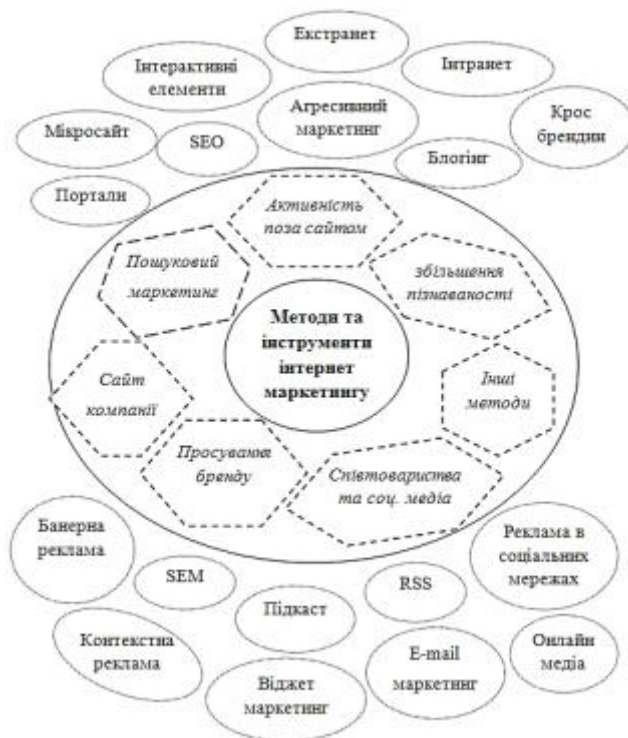 Екстранет
Інтерактивні
елементи
Інтранет
Агресивний
маркетинг
Крос
брендин
Мікросайт
SEO
Блогінг
Портали
Активність
поза сайтом
Пошуковий
маркетинг
збільшення
пізнаваності
Методи та
інструменти
інтернет
маркетингу
Сайт
компанії
Інші
методи
Просування
бренду
Співтовариства
та соц. медіа
Банерна
реклама
Реклама в
соціальних
мережах
SEM
RSS
Підкаст
Контекстна
реклама
Онлайн
медіа
E-mail
маркетинг
Віджет
маркетинг